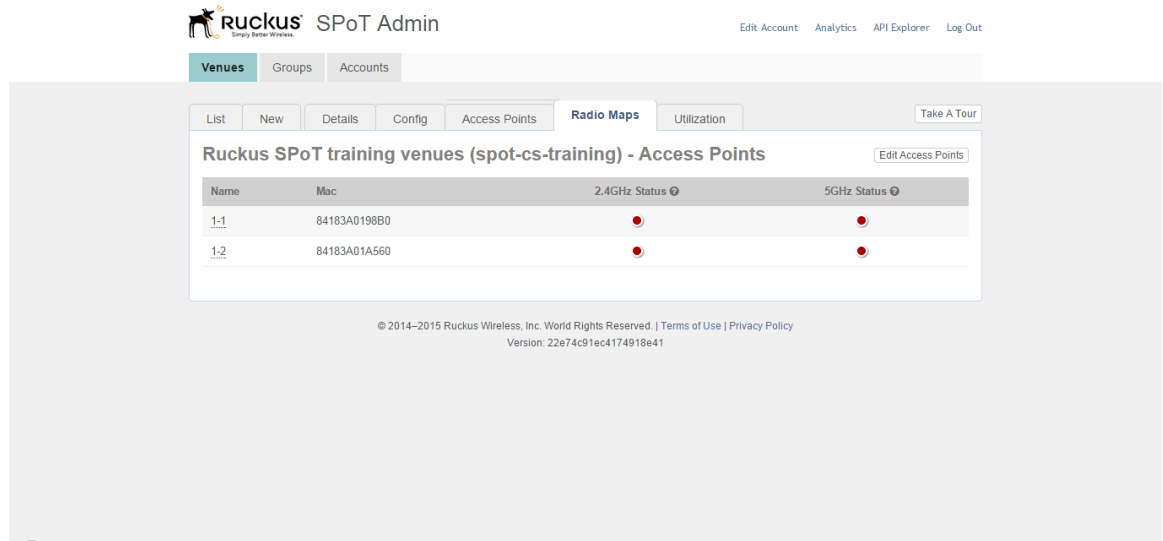 Ruckus SPoT Admin
Simply Better Wireless.
Edit Account Analytics API Explorer Log Out
Venues Groups Accounts
List New Details Config Access Points Radio Maps Utilization Take A Tour
Ruckus SPoT training venues (spot-cs-training) - Access Points Edit Access Points
Name Mac 2.4GHz Status ? 5GHz Status ?
1-1 84183A0198B0
1-2 84183A01A560
© 2014–2015 Ruckus Wireless, Inc. World Rights Reserved. | Terms of Use | Privacy Policy
Version: 22e74c91ec4174918e41